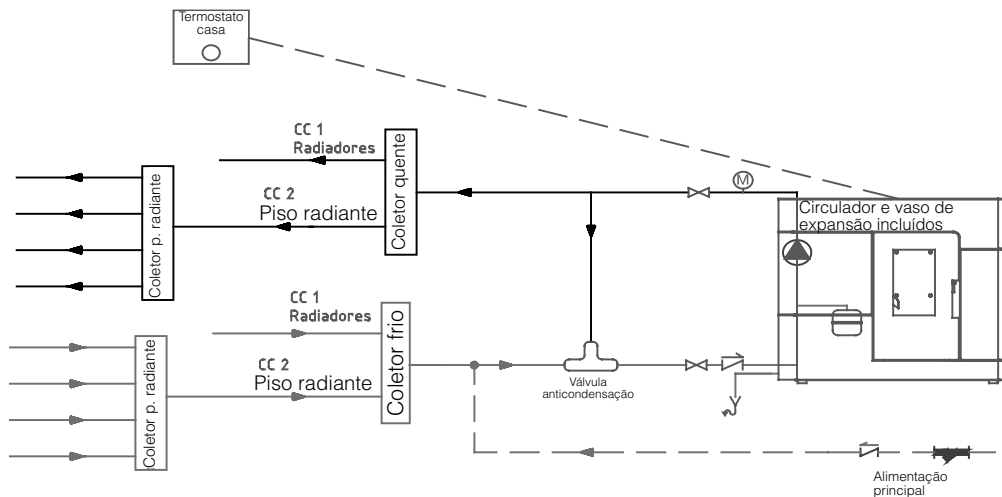 Termostato
casa
CC 1
Radiadores
Coletor quente
CC 2
Piso radiante
Coletor p. radiante
M
Circulador e vaso de
expansão incluídos
CC 1
Radiadores
Coletor frio
CC 2
Piso radiante
Coletor p. radiante
Válvula
anticondensação
Alimentação
principal